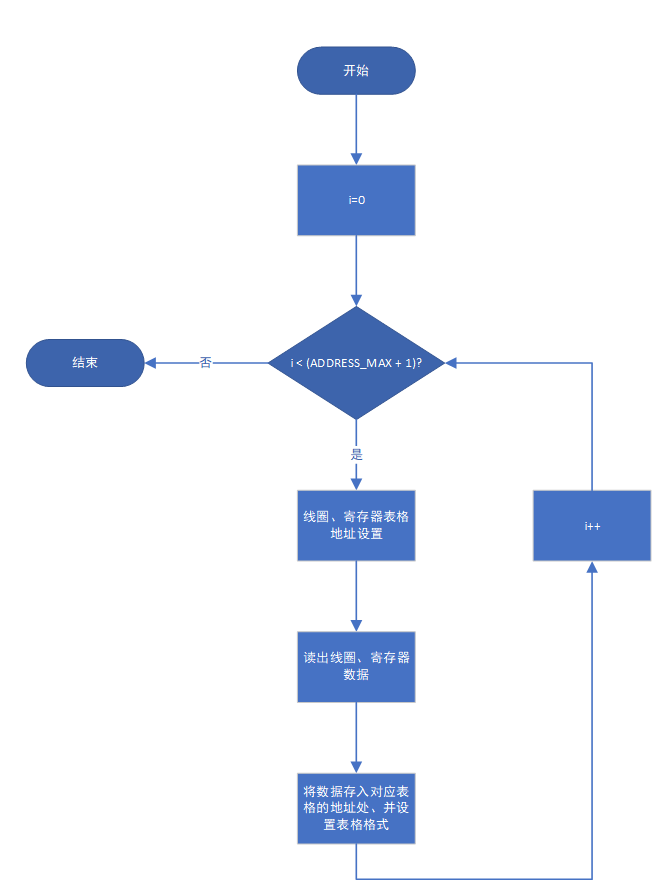 开始
i=0
i < (ADDRESS_MAX + 1)?
否
结束
是
线圈、寄存器表格
地址设置
i++
读出线圈、寄存器
数据
将数据存入对应表
格的地址处、并设
置表格格式